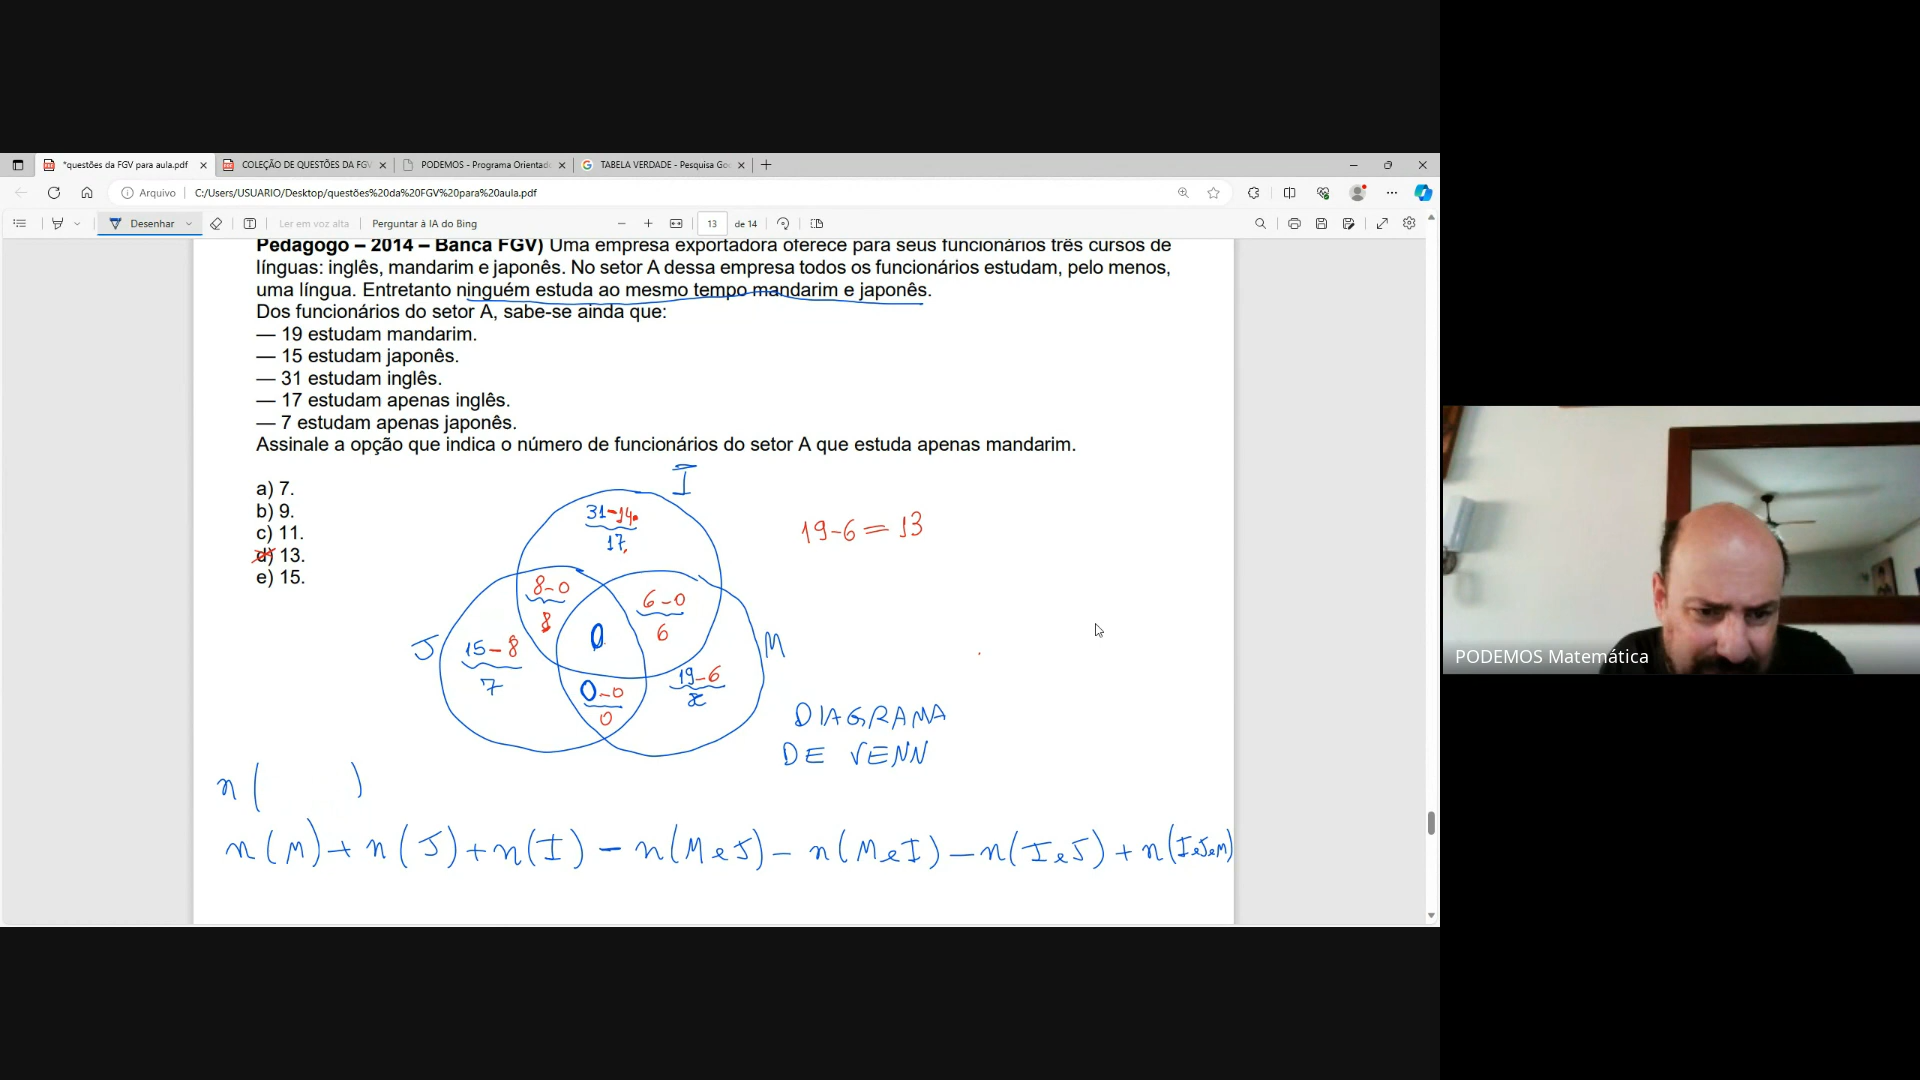 *questões da FGV para aula.pdf
COLEÇÃO DE QUESTÕES DA FGV
PODEMOS - Programa Orientad
TABELA VERDADE - Pesquisa Go
Arquivo
C:/Users/USUARIO/Desktop/questões%20da%20FGV%20para%20aula.pdf
Desenhar
Ler em voz alta
Perguntar à IA do Bing
13
de 14
Pedagogo – 2014 – Banca FGV) Uma empresa exportadora oferece para seus funcionários três cursos de
línguas: inglês, mandarim e japonês. No setor A dessa empresa todos os funcionários estudam, pelo menos,
uma língua. Entretanto ninguém estuda ao mesmo tempo mandarim e japonês.
Dos funcionários do setor A, sabe-se ainda que:
— 19 estudam mandarim.
— 15 estudam japonês.
— 31 estudam inglês.
— 17 estudam apenas inglês.
— 7 estudam apenas japonês.
Assinale a opção que indica o número de funcionários do setor A que estuda apenas mandarim.
a) 7.
b) 9.
c) 11.
d) 13.
e) 15.
I
31-14.
17.
19-6=13
8-0
8
6-0
6
0
J
15-8
7
M
19-6
x
0-0
0
DIAGRAMA
DE VENN
n( )
n(M)+n(J)+n(I)-n(MeJ)-n(MeI)-n(IeJ)+n(IeJeM)
PODEMOS Matemática